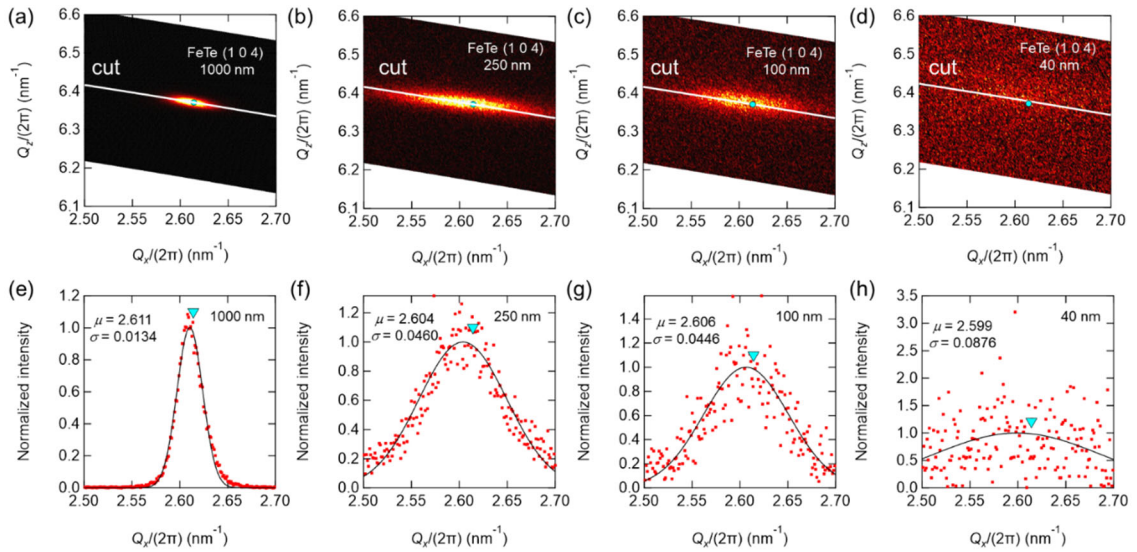 (a)
6.6
6.5
6.4
6.3
6.2
6.1
Q_z/(2π) (nm⁻¹)
FeTe (1 0 4)
1000 nm
cut
2.50 2.55 2.60 2.65 2.70
Q_x/(2π) (nm⁻¹)
(b)
6.6
6.5
6.4
6.3
6.2
6.1
Q_z/(2π) (nm⁻¹)
FeTe (1 0 4)
250 nm
cut
2.50 2.55 2.60 2.65 2.70
Q_x/(2π) (nm⁻¹)
(c)
6.6
6.5
6.4
6.3
6.2
6.1
Q_z/(2π) (nm⁻¹)
FeTe (1 0 4)
100 nm
cut
2.50 2.55 2.60 2.65 2.70
Q_x/(2π) (nm⁻¹)
(d)
6.6
6.5
6.4
6.3
6.2
6.1
Q_z/(2π) (nm⁻¹)
FeTe (1 0 4)
40 nm
cut
2.50 2.55 2.60 2.65 2.70
Q_x/(2π) (nm⁻¹)
(e)
1.2
1.0
0.8
0.6
0.4
0.2
0.0
Normalized intensity
μ = 2.611
σ = 0.0134
1000 nm
2.50 2.55 2.60 2.65 2.70
Q_x/(2π) (nm⁻¹)
(f)
1.2
1.0
0.8
0.6
0.4
0.2
0.0
Normalized intensity
μ = 2.604
σ = 0.0460
250 nm
2.50 2.55 2.60 2.65 2.70
Q_x/(2π) (nm⁻¹)
(g)
1.4
1.2
1.0
0.8
0.6
0.4
0.2
0.0
Normalized intensity
μ = 2.606
σ = 0.0446
100 nm
2.50 2.55 2.60 2.65 2.70
Q_x/(2π) (nm⁻¹)
(h)
3.5
3.0
2.5
2.0
1.5
1.0
0.5
0.0
Normalized intensity
μ = 2.599
σ = 0.0876
40 nm
2.50 2.55 2.60 2.65 2.70
Q_x/(2π) (nm⁻¹)